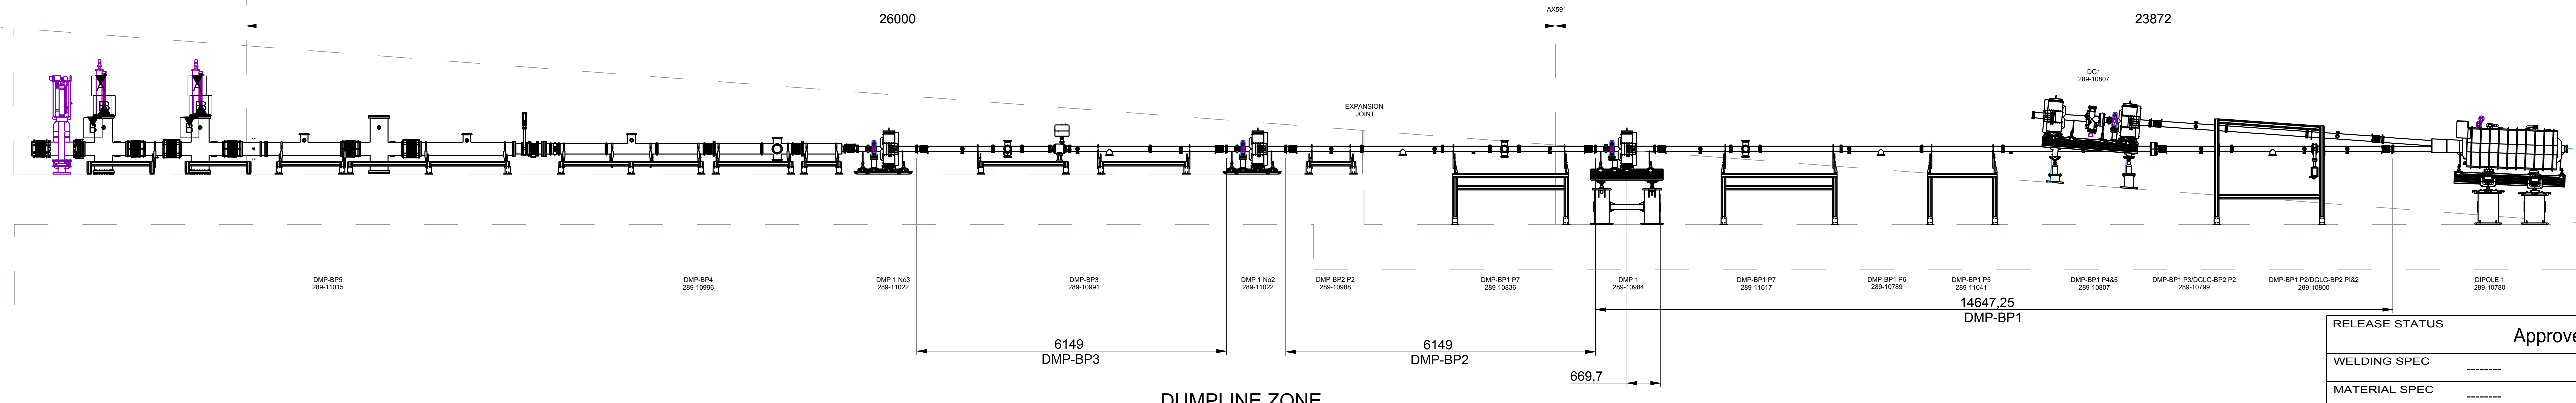 26000
AX591
23872
DG1
289-10807
EXPANSION
JOINT
A
A
B
B
B
B
DMP-BP5
289-11015
DMP-BP4
289-10996
DMP 1 No3
289-11022
DMP-BP3
289-10991
DMP 1 No2
289-11022
DMP-BP2 P2
289-10988
DMP-BP1 P7
289-10836
DMP 1
289-10984
DMP-BP1 P7
289-11617
DMP-BP1 P6
289-10789
DMP-BP1 P5
289-11041
DMP-BP1 P4&5
289-10807
DMP-BP1 P3/DGLG-BP2 P2
289-10799
DMP-BP1 P2/DGLG-BP2 PI&2
289-10800
DIPOLE 1
289-10780
14647,25
DMP-BP1
6149
DMP-BP3
6149
DMP-BP2
669,7
DUMPLINE ZONE
RELEASE STATUS
Approve
WELDING SPEC
--------
MATERIAL SPEC
--------